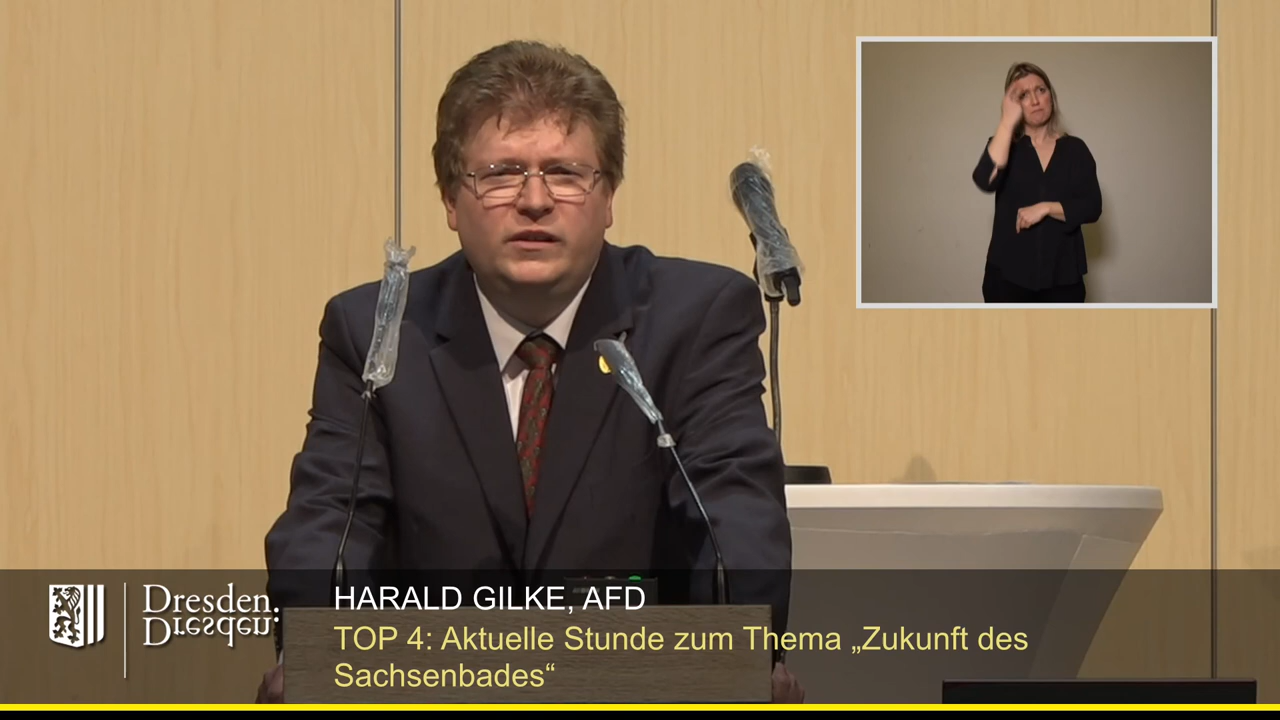 Dresden.
Dresden.
HARALD GILKE, AFD
TOP 4: Aktuelle Stunde zum Thema „Zukunft des
Sachsenbades“